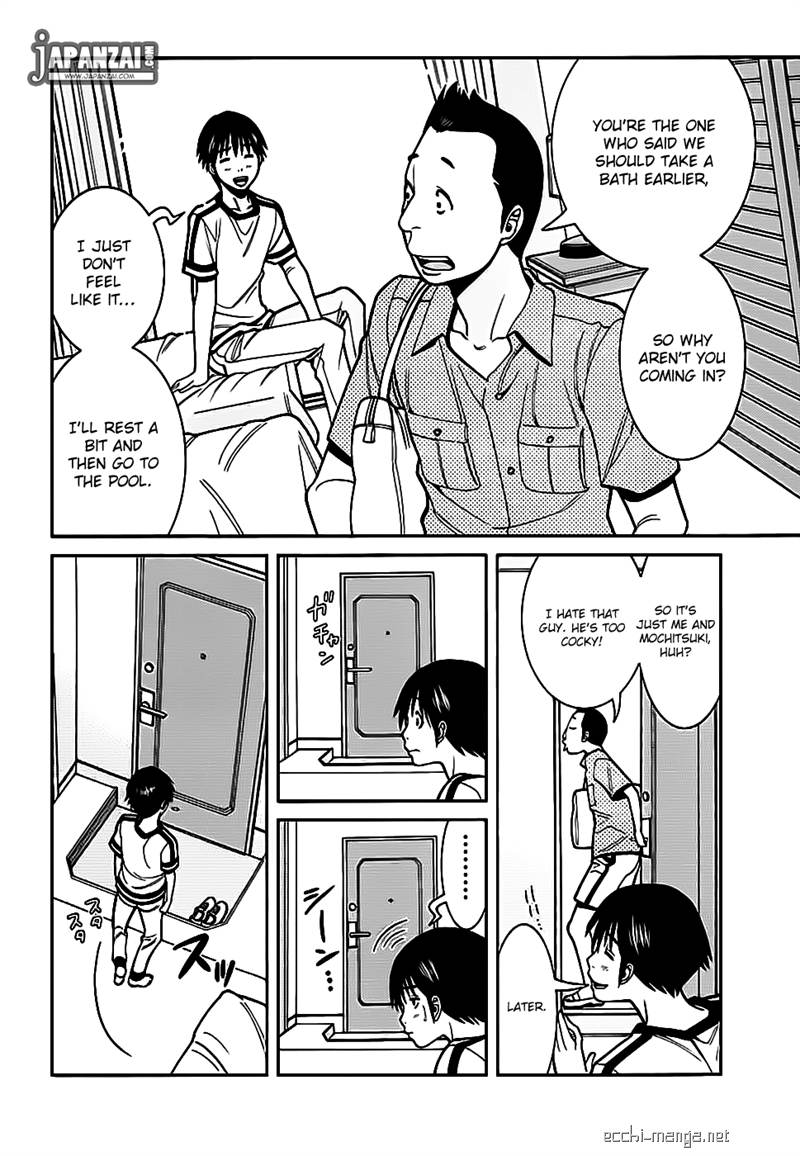 JAPANZAI.COM
WWW.JAPANZAI.COM
YOU'RE THE ONE
WHO SAID WE
SHOULD TAKE A
BATH EARLIER,
SO WHY
AREN'T YOU
COMING IN?
I JUST
DON'T
FEEL
LIKE IT...
I'LL REST A
BIT AND
THEN GO TO
THE POOL.
SO IT'S
JUST ME AND
MOCHITSUKI,
HUH?
I HATE THAT
GUY. HE'S TOO
COCKY!
LATER.
ガチャン
........
シーン...
スタ
スタ
スッ
ecchi-manga.net